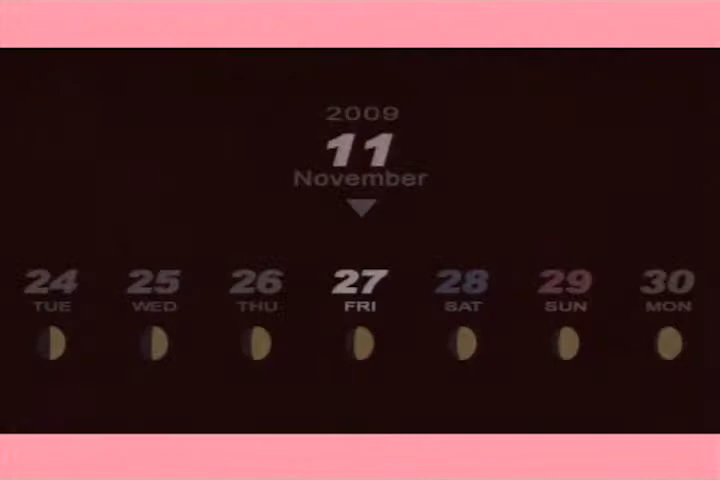 2009
11
November
24 25 26 27 28 29 30
TUE WED THU FRI SAT SUN MON